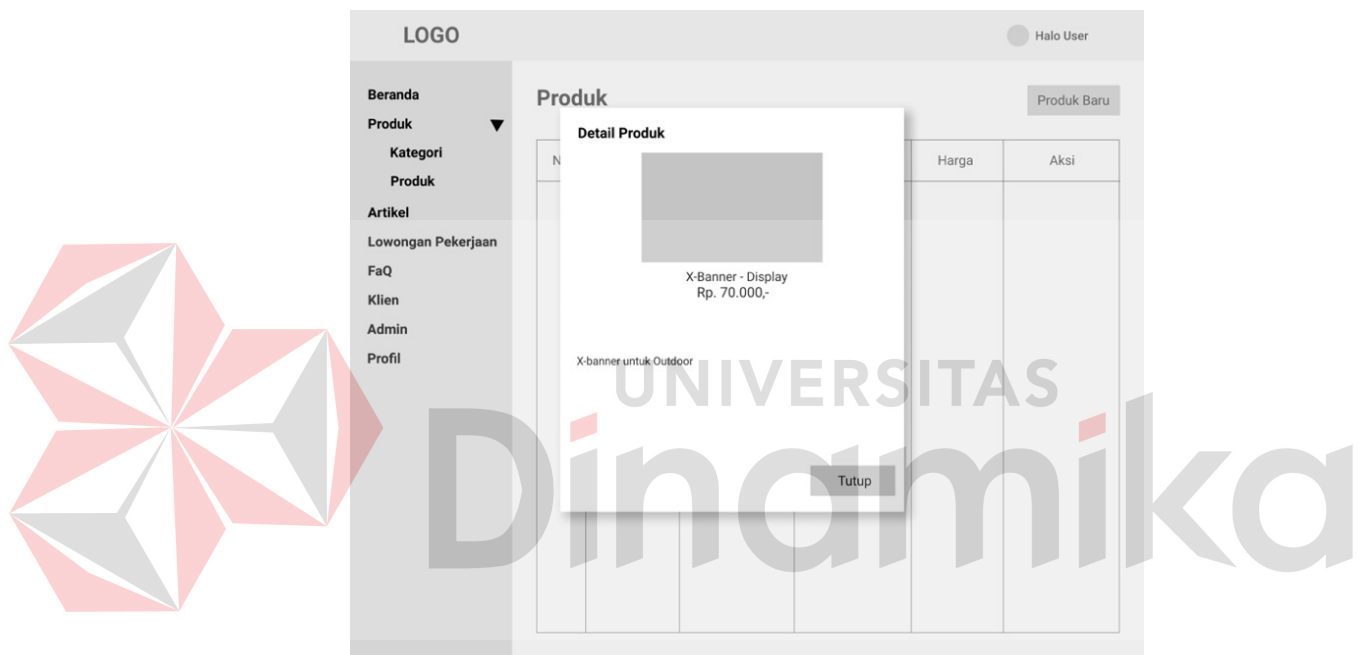 LOGO
Halo User
Beranda
Produk
Kategori
Produk
Artikel
Lowongan Pekerjaan
FaQ
Klien
Admin
Profil
Produk
Produk Baru
N
Harga
Aksi
Detail Produk
X-Banner - Display
Rp. 70.000,-
X-banner untuk Outdoor
Tutup
UNIVERSITAS
Dinamika